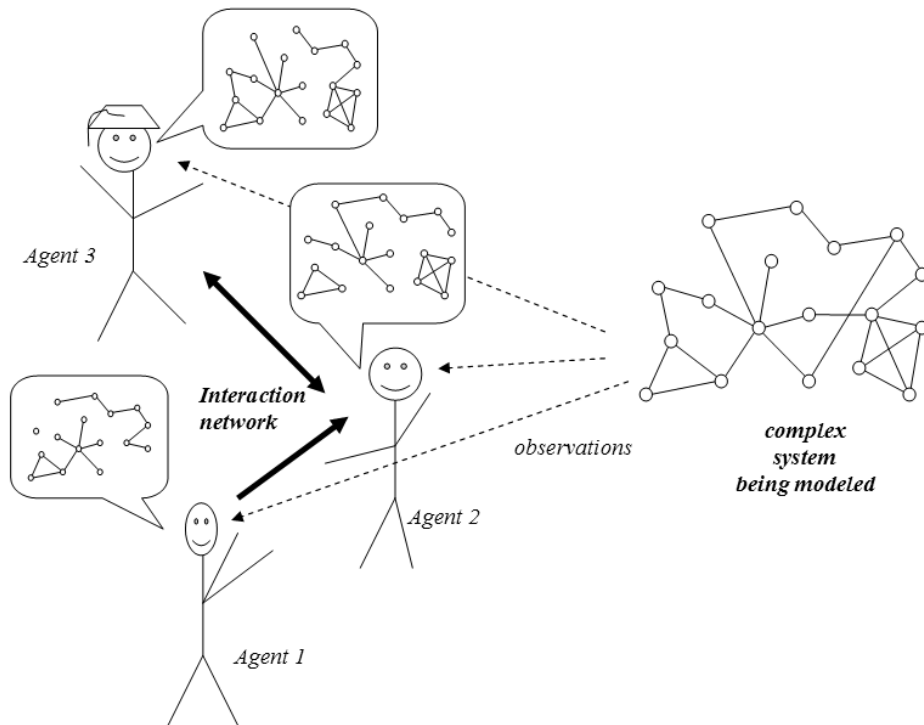 Agent 3
Interaction
network
observations
complex
system
being modeled
Agent 2
Agent 1